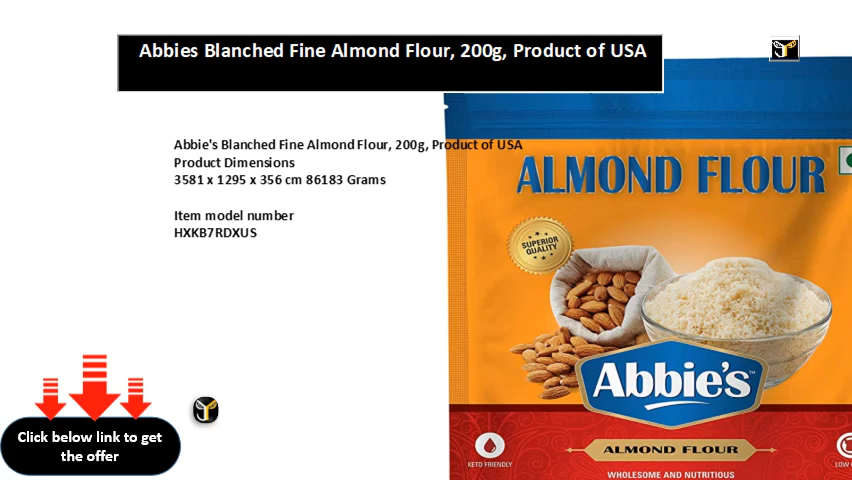 Abbies Blanched Fine Almond Flour, 200g, Product of USA
Abbie's Blanched Fine Almond Flour, 200g, Product of USA
Product Dimensions
3581 x 1295 x 356 cm 86183 Grams
Item model number
HXKB7RDXUS
Click below link to get
the offer
ALMOND FLOUR
SUPERIOR
QUALITY
Abbie's™
ALMOND FLOUR
KETO FRIENDLY
LOW
WHOLESOME AND NUTRITIOUS